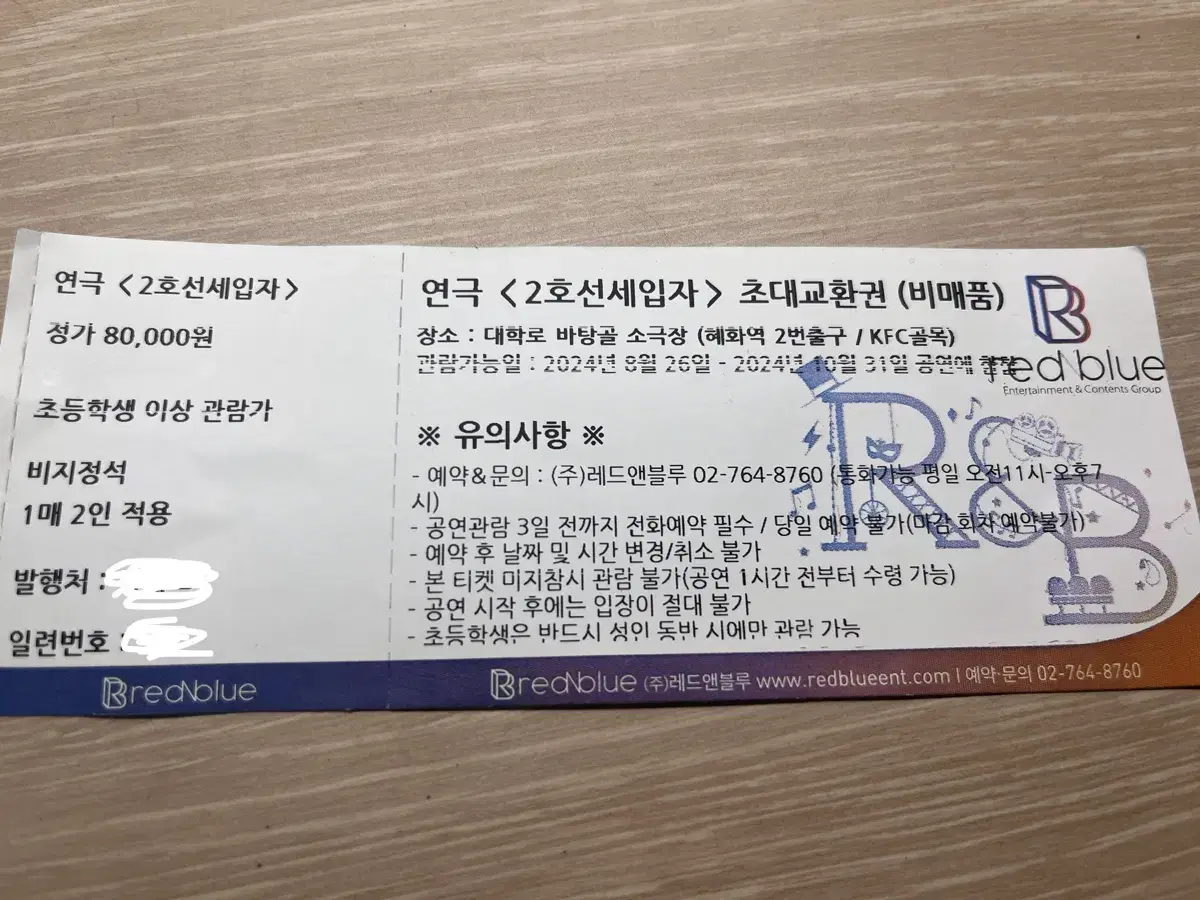 연극 <2호선세입자>
정가 80,000원
초등학생 이상 관람가
비지정석
1매 2인 적용
발행처 :
일련번호 :
연극 <2호선세입자> 초대교환권 (비매품)
장소 : 대학로 바탕골 소극장 (혜화역 2번출구 / KFC골목)
관람가능일 : 2024년 8월 26일 - 2024년 10월 31일 공연에 한함
redNblue
Entertainment & Contents Group
※ 유의사항 ※
- 예약&문의 : (주)레드앤블루 02-764-8760 (통화가능 평일 오전11시-오후7
시)
- 공연관람 3일 전까지 전화예약 필수 / 당일 예약 불가(마감 회차 예약불가)
- 예약 후 날짜 및 시간 변경/취소 불가
- 본 티켓 미지참시 관람 불가(공연 1시간 전부터 수령 가능)
- 공연 시작 후에는 입장이 절대 불가
- 초등학생은 반드시 성인 동반 시에만 관람 가능
R&B
redNblue
redNblue (주)레드앤블루 www.redblueent.com | 예약·문의 02-764-8760